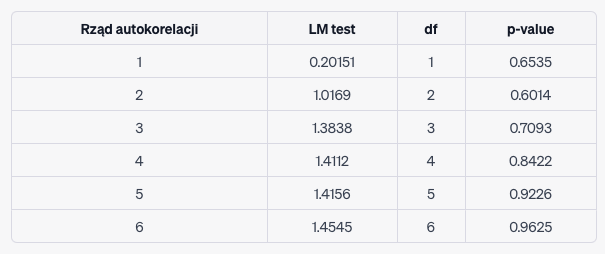 Rząd autokorelacji LM test df p-value
1 0.20151 1 0.6535
2 1.0169 2 0.6014
3 1.3838 3 0.7093
4 1.4112 4 0.8422
5 1.4156 5 0.9226
6 1.4545 6 0.9625